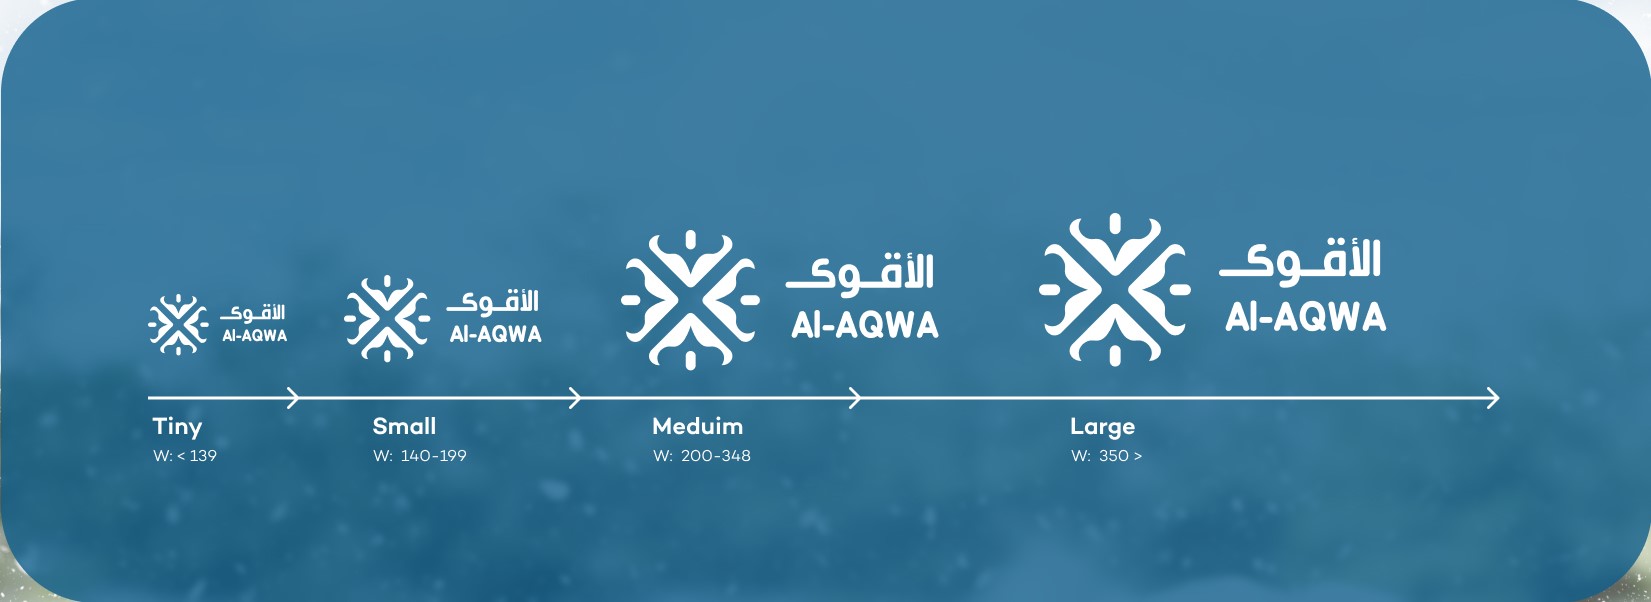 الأقوى
Al-AQWA
الأقوى
Al-AQWA
الأقوى
Al-AQWA
الأقوى
Al-AQWA
Tiny
W: < 139
Small
W: 140-199
Meduim
W: 200-348
Large
W: 350 >